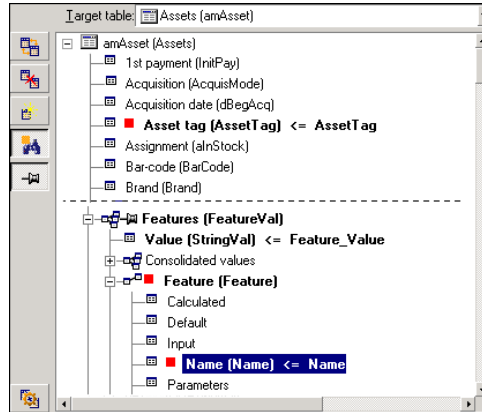 Target table: Assets (amAsset)
amAsset (Assets)
1st payment (InitPay)
Acquisition (AcquisMode)
Acquisition date (dBegAcq)
Asset tag (AssetTag) <= AssetTag
Assignment (aInStock)
Bar-code (BarCode)
Brand (Brand)
Features (FeatureVal)
Value (StringVal) <= Feature_Value
Consolidated values
Feature (Feature)
Calculated
Default
Input
Name (Name) <= Name
Parameters